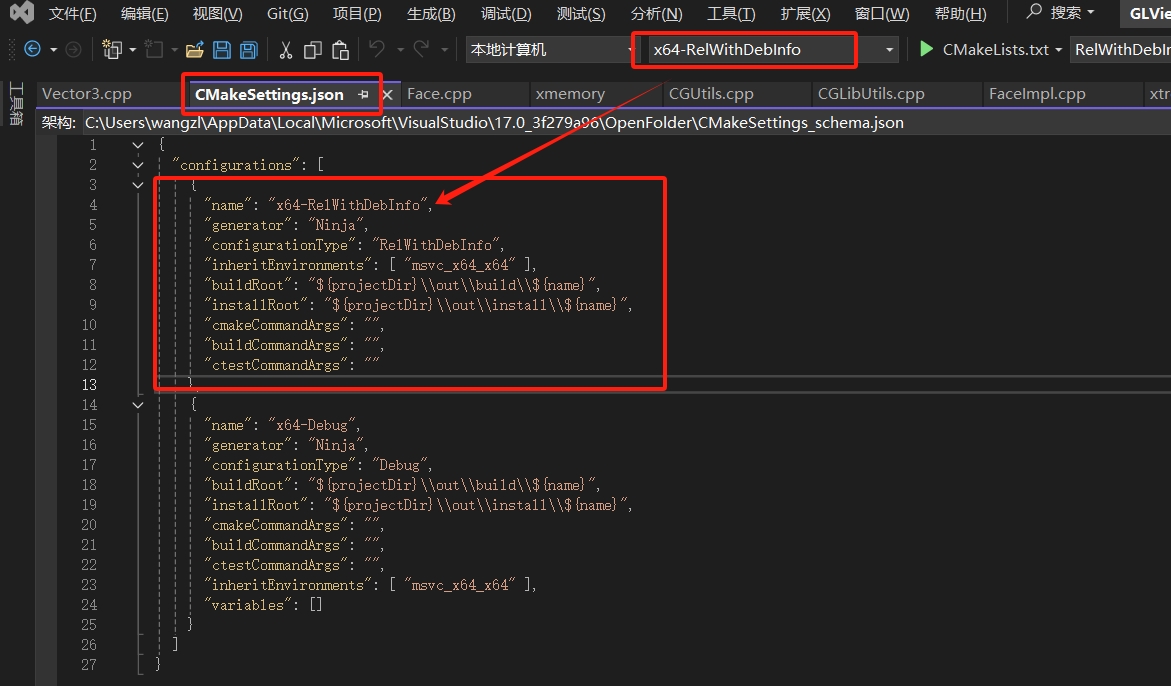 文件(F) 编辑(E) 视图(V) Git(G) 项目(P) 生成(B) 调试(D) 测试(S) 分析(N) 工具(T) 扩展(X) 窗口(W) 帮助(H) 搜索 GLVie
本地计算机 x64-RelWithDebInfo CMakeLists.txt RelWithDebIn
工具箱
Vector3.cpp CMakeSettings.json Face.cpp xmemory CGUtils.cpp CGLibUtils.cpp FaceImpl.cpp xtr
架构: C:\Users\wangzl\AppData\Local\Microsoft\VisualStudio\17.0_3f279a96\OpenFolder\CMakeSettings_schema.json
1 {
2 "configurations": [
3 {
4 "name": "x64-RelWithDebInfo",
5 "generator": "Ninja",
6 "configurationType": "RelWithDebInfo",
7 "inheritEnvironments": [ "msvc_x64_x64" ],
8 "buildRoot": "${projectDir}\\out\\build\\${name}",
9 "installRoot": "${projectDir}\\out\\install\\${name}",
10 "cmakeCommandArgs": "",
11 "buildCommandArgs": "",
12 "ctestCommandArgs": ""
13 },
14 {
15 "name": "x64-Debug",
16 "generator": "Ninja",
17 "configurationType": "Debug",
18 "buildRoot": "${projectDir}\\out\\build\\${name}",
19 "installRoot": "${projectDir}\\out\\install\\${name}",
20 "cmakeCommandArgs": "",
21 "buildCommandArgs": "",
22 "ctestCommandArgs": "",
23 "inheritEnvironments": [ "msvc_x64_x64" ],
24 "variables": []
25 }
26 ]
27 }